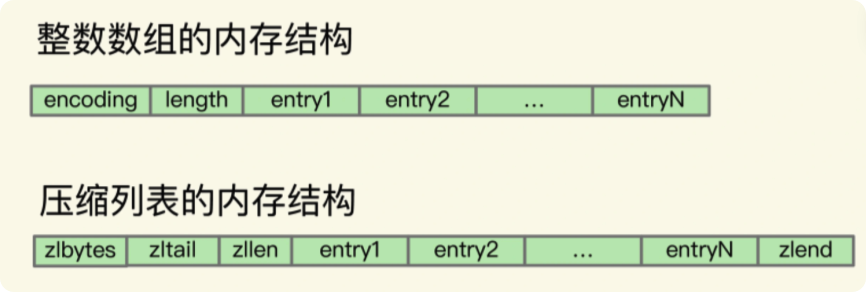 整数数组的内存结构
encoding length entry1 entry2 … entryN
压缩列表的内存结构
zlbytes zltail zllen entry1 entry2 … entryN zlend